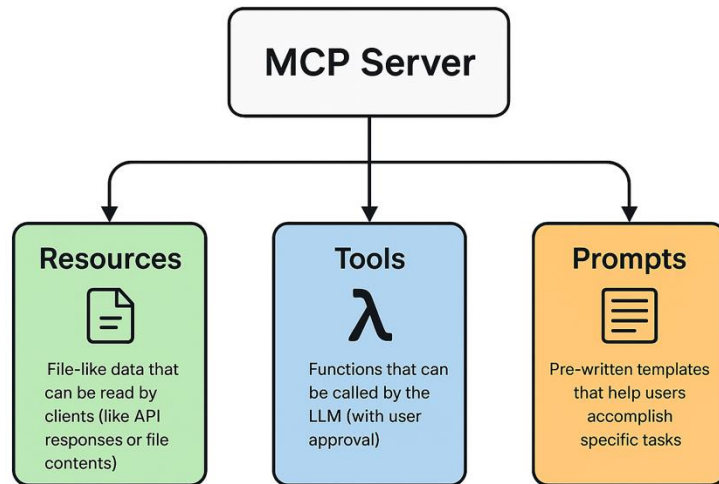 MCP Server
Resources
File-like data that
can be read by
clients (like API
responses or file
contents)
Tools
λ
Functions that can
be called by the
LLM (with user
approval)
Prompts
Pre-written templates
that help users
accomplish
specific tasks